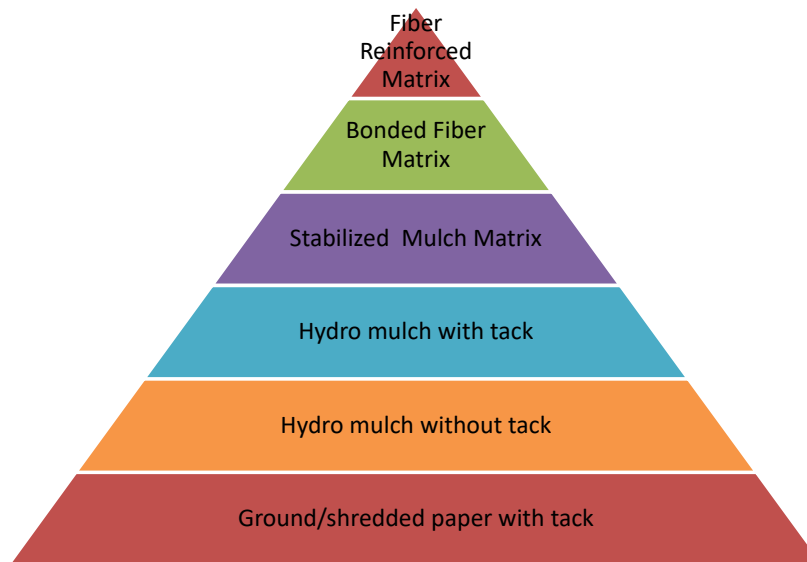 Fiber
Reinforced
Matrix
Bonded Fiber
Matrix
Stabilized  Mulch Matrix
Hydro mulch with tack
Hydro mulch without tack
Ground/shredded paper with tack